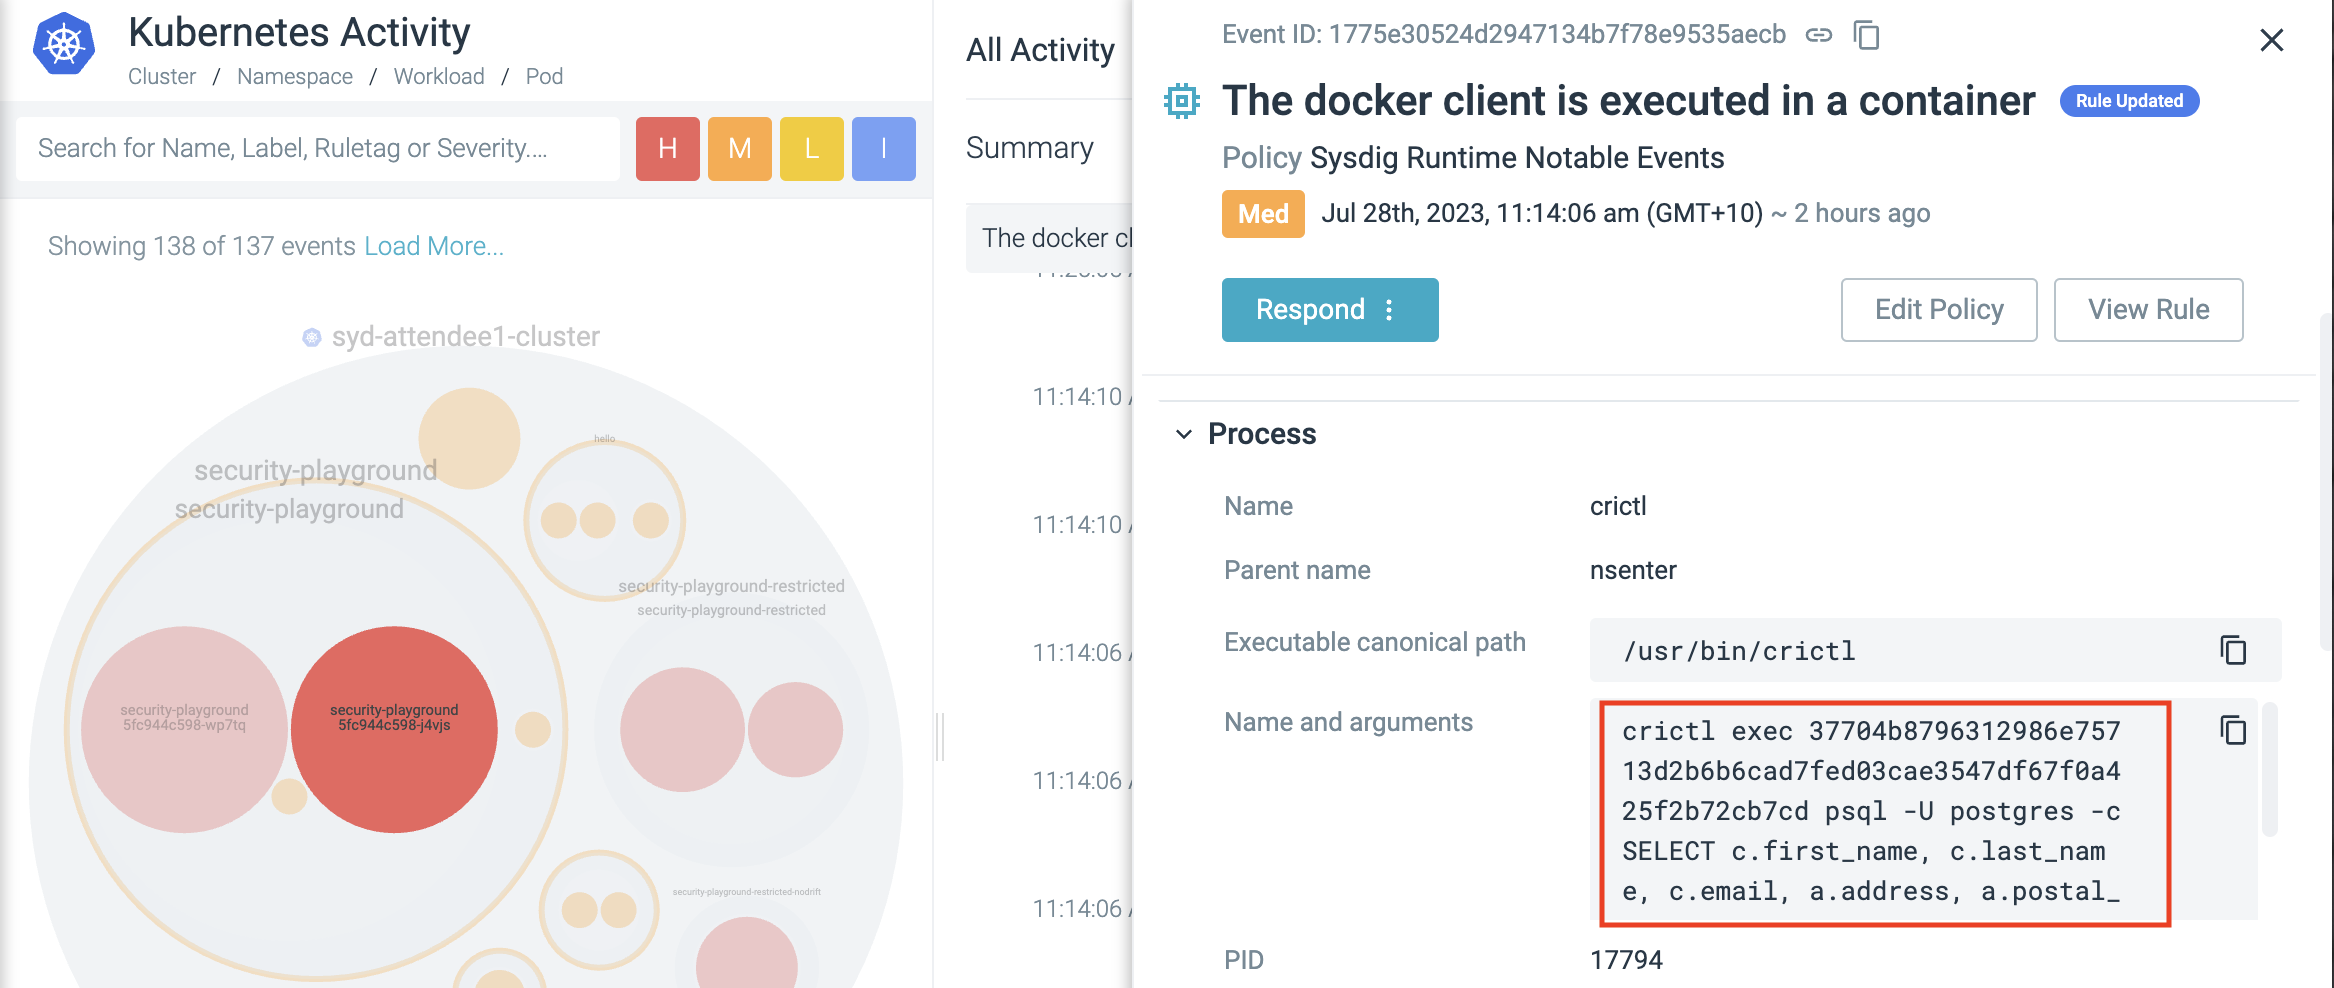 Kubernetes Activity
Cluster / Namespace / Workload / Pod
Search for Name, Label, Ruletag or Severity....
H M L I
Showing 138 of 137 events Load More...
syd-attendee1-cluster
hello
security-playground
security-playground
security-playground-restricted
security-playground-restricted
security-playground
5fc944c598-wp7tq
security-playground
5fc944c598-j4vjs
security-playground-restricted-nodrift
All Activity
Summary
The docker cl
11:14:10 A
11:14:10 A
11:14:06 A
11:14:06 A
11:14:06 A
Event ID: 1775e30524d2947134b7f78e9535aecb
The docker client is executed in a container Rule Updated
Policy Sysdig Runtime Notable Events
Med Jul 28th, 2023, 11:14:06 am (GMT+10) ~ 2 hours ago
Respond
Edit Policy
View Rule
Process
Name crictl
Parent name nsenter
Executable canonical path /usr/bin/crictl
Name and arguments crictl exec 37704b8796312986e757
13d2b6b6cad7fed03cae3547df67f0a4
25f2b72cb7cd psql -U postgres -c
SELECT c.first_name, c.last_nam
e, c.email, a.address, a.postal_
PID 17794